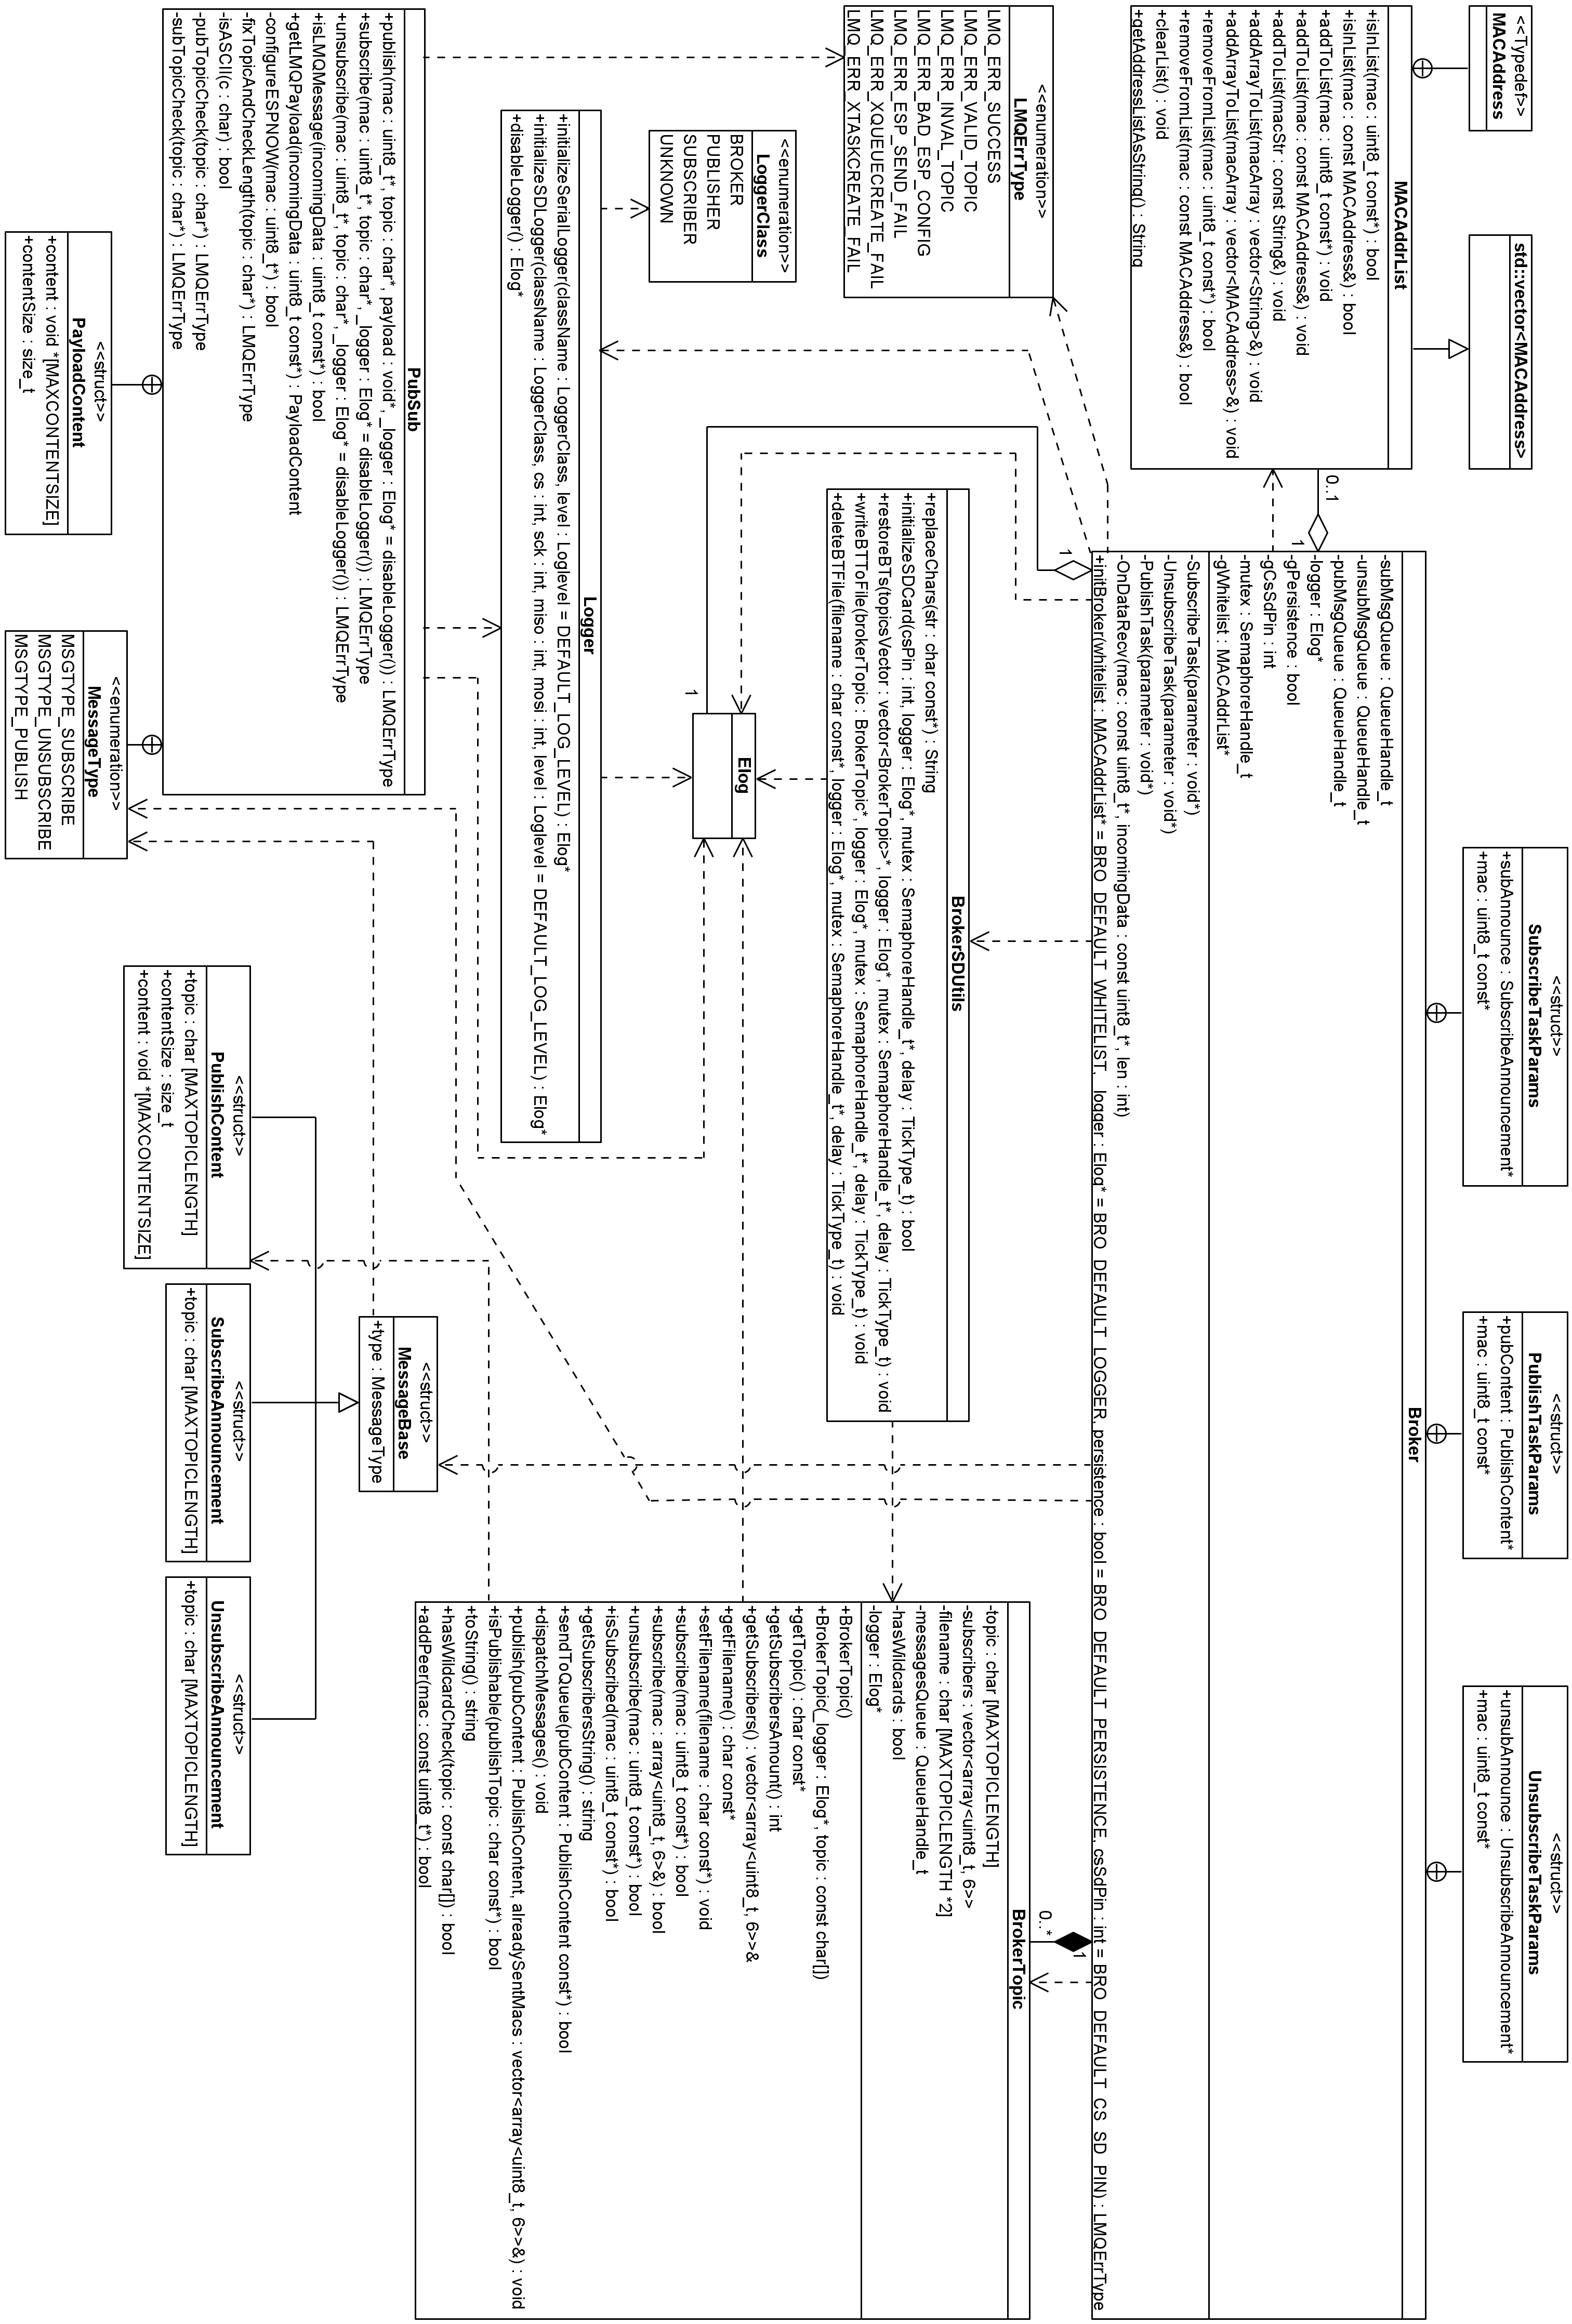 <<Typedef>>
MACAddress
std::vector<MACAddress>
MACAddrList
+isInList(mac : uint8_t const*) : bool
+isInList(mac : const MACAddress&) : bool
+addToList(mac : uint8_t const*) : void
+addToList(mac : const MACAddress&) : void
+addToList(macStr : const String&) : void
+addArrayToList(macArray : vector<String>&) : void
+addArrayToList(macArray : vector<MACAddress>&) : void
+removeFromList(mac : uint8_t const*) : bool
+removeFromList(mac : const MACAddress&) : bool
+clearList() : void
+getAddressListAsString() : String
0..1
1
<<struct>>
SubscribeTaskParams
+subAnnounce : SubscribeAnnouncement*
+mac : uint8_t const*
<<struct>>
PublishTaskParams
+pubContent : PublishContent*
+mac : uint8_t const*
<<struct>>
UnsubscribeTaskParams
+unsubAnnounce : UnsubscribeAnnouncement*
+mac : uint8_t const*
Broker
-subMsgQueue : QueueHandle_t
-unsubMsgQueue : QueueHandle_t
-pubMsgQueue : QueueHandle_t
-logger : Elog*
-gPersistence : bool
-gCsSdPin : int
-mutex : SemaphoreHandle_t
-gWhitelist : MACAddrList*
-SubscribeTask(parameter : void*)
-UnsubscribeTask(parameter : void*)
-PublishTask(parameter : void*)
-OnDataRecv(mac : const uint8_t*, incomingData : const uint8_t*, len : int)
+initBroker(whitelist : MACAddrList* = BRO_DEFAULT_WHITELIST, _logger : Elog* = BRO_DEFAULT_LOGGER, persistence : bool = BRO_DEFAULT_PERSISTENCE, csSdPin : int = BRO_DEFAULT_CS_SD_PIN) : LMQErrType
1
1
0..*
<<enumeration>>
LMQErrType
LMQ_ERR_SUCCESS
LMQ_ERR_VALID_TOPIC
LMQ_ERR_INVAL_TOPIC
LMQ_ERR_BAD_ESP_CONFIG
LMQ_ERR_ESP_SEND_FAIL
LMQ_ERR_XQUEUECREATE_FAIL
LMQ_ERR_XTASKCREATE_FAIL
BrokerSDUtils
+replaceChars(str : char const*) : String
+initializeSDCard(csPin : int, logger : Elog*, mutex : SemaphoreHandle_t*, delay : TickType_t) : bool
+restoreBTs(topicsVector : vector<BrokerTopic>*, logger : Elog*, mutex : SemaphoreHandle_t*, delay : TickType_t) : void
+writeBTToFile(brokerTopic : BrokerTopic*, logger : Elog*, mutex : SemaphoreHandle_t*, delay : TickType_t) : void
+deleteBTFile(filename : char const*, logger : Elog*, mutex : SemaphoreHandle_t*, delay : TickType_t) : void
BrokerTopic
-topic : char [MAXTOPICLENGTH]
-subscribers : vector<array<uint8_t, 6>>
-filename : char [MAXTOPICLENGTH *2]
-messagesQueue : QueueHandle_t
-hasWildcards : bool
-logger : Elog*
+BrokerTopic()
+BrokerTopic(_logger : Elog*, topic : const char[])
+getTopic() : char const*
+getSubscribersAmount() : int
+getSubscribers() : vector<array<uint8_t, 6>>&
+getFilename() : char const*
+setFilename(filename : char const*) : void
+subscribe(mac : uint8_t const*) : bool
+subscribe(mac : array<uint8_t, 6>&) : bool
+unsubscribe(mac : uint8_t const*) : bool
+isSubscribed(mac : uint8_t const*) : bool
+getSubscribersString() : string
+sendToQueue(pubContent : PublishContent const*) : bool
+dispatchMessages() : void
+publish(pubContent : PublishContent, alreadySentMacs : vector<array<uint8_t, 6>>&) : void
+isPublishable(publishTopic : char const*) : bool
+toString() : string
+hasWildcardCheck(topic : const char[]) : bool
+addPeer(mac : const uint8_t*) : bool
<<enumeration>>
LoggerClass
BROKER
PUBLISHER
SUBSCRIBER
UNKNOWN
Elog
1
Logger
+initializeSerialLogger(className : LoggerClass, level : Loglevel = DEFAULT_LOG_LEVEL) : Elog*
+initializeSDLogger(className : LoggerClass, cs : int, sck : int, miso : int, mosi : int, level : Loglevel = DEFAULT_LOG_LEVEL) : Elog*
+disableLogger() : Elog*
PubSub
+publish(mac : uint8_t*, topic : char*, payload : void*, _logger : Elog* = disableLogger()) : LMQErrType
+subscribe(mac : uint8_t*, topic : char*, _logger : Elog* = disableLogger()) : LMQErrType
+unsubscribe(mac : uint8_t*, topic : char*, _logger : Elog* = disableLogger()) : LMQErrType
+isLMQMessage(incomingData : uint8_t const*) : bool
+getLMQPayload(incomingData : uint8_t const*) : PayloadContent
-configureESPNOW(mac : uint8_t*) : bool
-fixTopicAndCheckLength(topic : char*) : LMQErrType
-isASCII(c : char) : bool
-pubTopicCheck(topic : char*) : LMQErrType
-subTopicCheck(topic : char*) : LMQErrType
<<struct>>
PayloadContent
+content : void *[MAXCONTENTSIZE]
+contentSize : size_t
<<enumeration>>
MessageType
MSGTYPE_SUBSCRIBE
MSGTYPE_UNSUBSCRIBE
MSGTYPE_PUBLISH
<<struct>>
MessageBase
+type : MessageType
<<struct>>
PublishContent
+topic : char [MAXTOPICLENGTH]
+contentSize : size_t
+content : void *[MAXCONTENTSIZE]
<<struct>>
SubscribeAnnouncement
+topic : char [MAXTOPICLENGTH]
<<struct>>
UnsubscribeAnnouncement
+topic : char [MAXTOPICLENGTH]